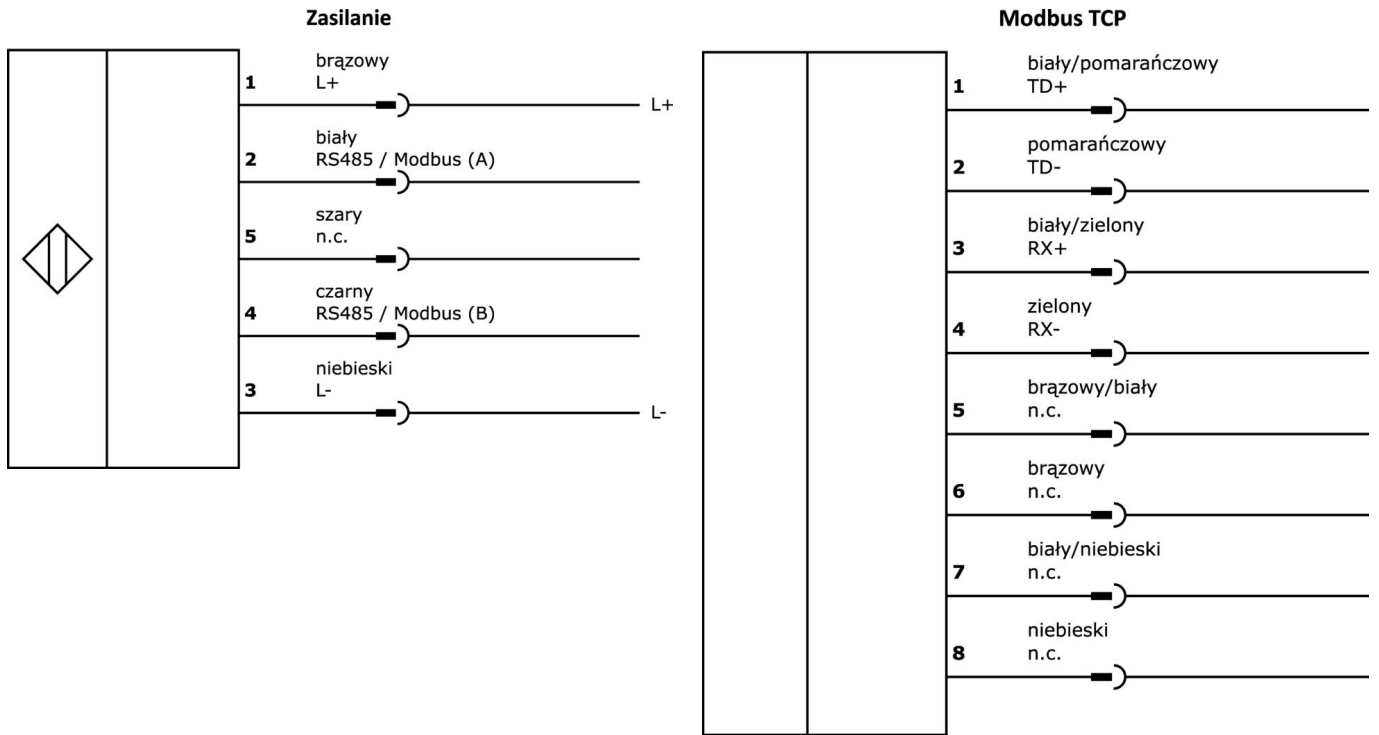 Zasilanie
brązowy
1 L+
L+
biały
2 RS485 / Modbus (A)
szary
5 n.c.
czarny
4 RS485 / Modbus (B)
niebieski
3 L-
L-
Modbus TCP
biały/pomarańczowy
1 TD+
pomarańczowy
2 TD-
biały/zielony
3 RX+
zielony
4 RX-
brązowy/biały
5 n.c.
brązowy
6 n.c.
biały/niebieski
7 n.c.
niebieski
8 n.c.